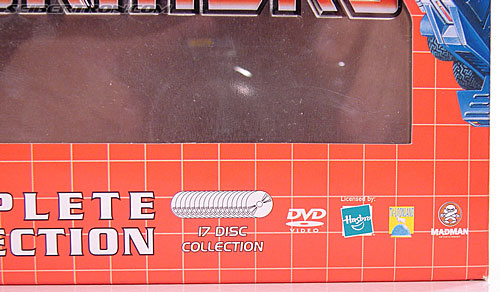 PLETE
ECTION
17 DISC
COLLECTION
DVD
VIDEO
Licensed by:
Hasbro
MADMAN